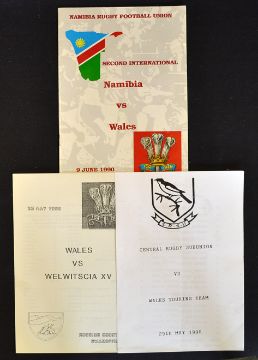 NAMIBIA RUGBY FOOTBALL UNION
SECOND INTERNATIONAL
Namibia
vs
Wales
9 JUNE 1990
WALES
VS
WELWITSCIA XV
CENTRAL RUGBY SUBUNION
VS
WALES TOURING TEAM
29TH MAY 1990